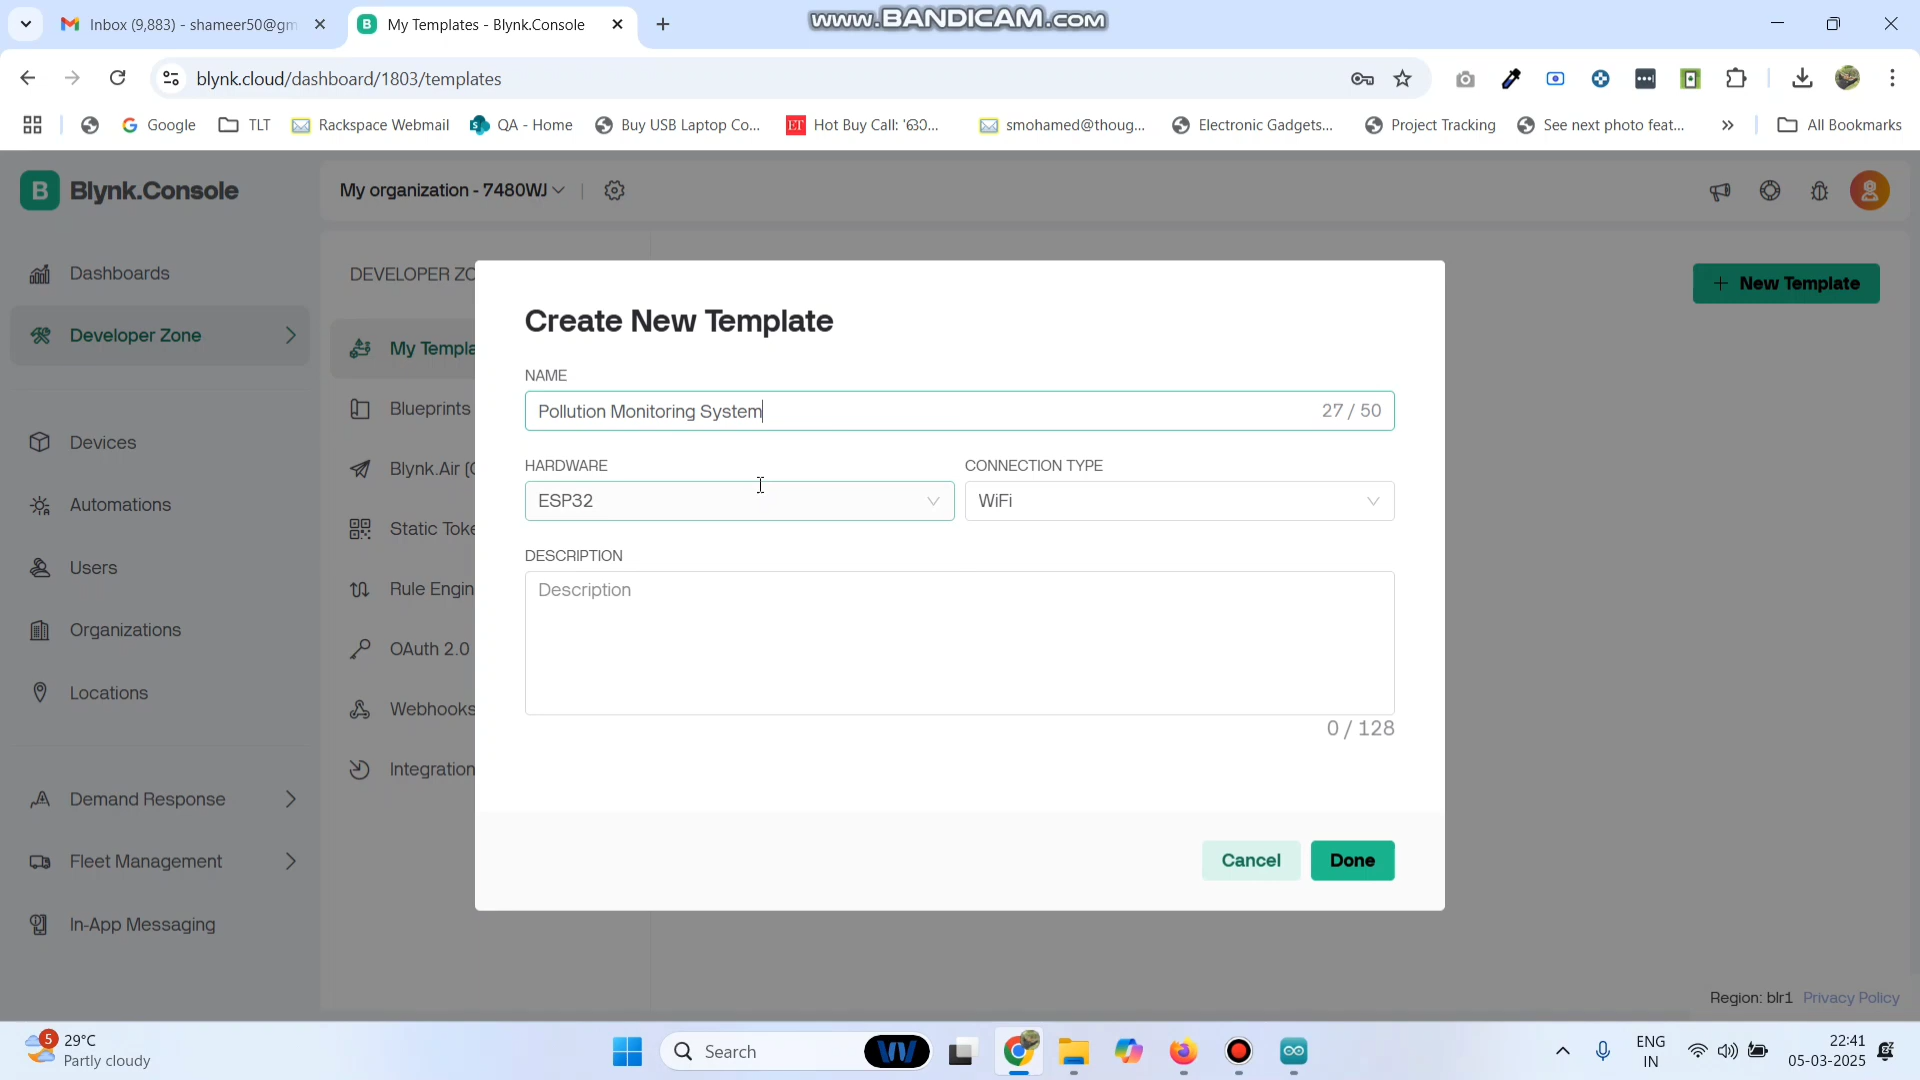 Inbox (9,883) - shameer50@gm
My Templates - Blynk.Console
www.BANDICAM.com
blynk.cloud/dashboard/1803/templates
Google
TLT
Rackspace Webmail
QA - Home
Buy USB Laptop Co...
ET
Hot Buy Call: '630...
smohamed@thoug...
Electronic Gadgets...
Project Tracking
See next photo feat...
All Bookmarks
B
Blynk.Console
My organization - 7480WJ
Dashboards
Developer Zone
Devices
Automations
Users
Organizations
Locations
Demand Response
Fleet Management
In-App Messaging
DEVELOPER ZO
My Templa
Blueprints
Blynk.Air (
Static Toke
Rule Engin
OAuth 2.0
Webhooks
Integration
New Template
Create New Template
NAME
Pollution Monitoring System
27 / 50
HARDWARE
CONNECTION TYPE
ESP32
WiFi
DESCRIPTION
Description
0 / 128
Cancel
Done
Region: blr1 Privacy Policy
5
29°C
Partly cloudy
Search
ENG
IN
22:41
05-03-2025